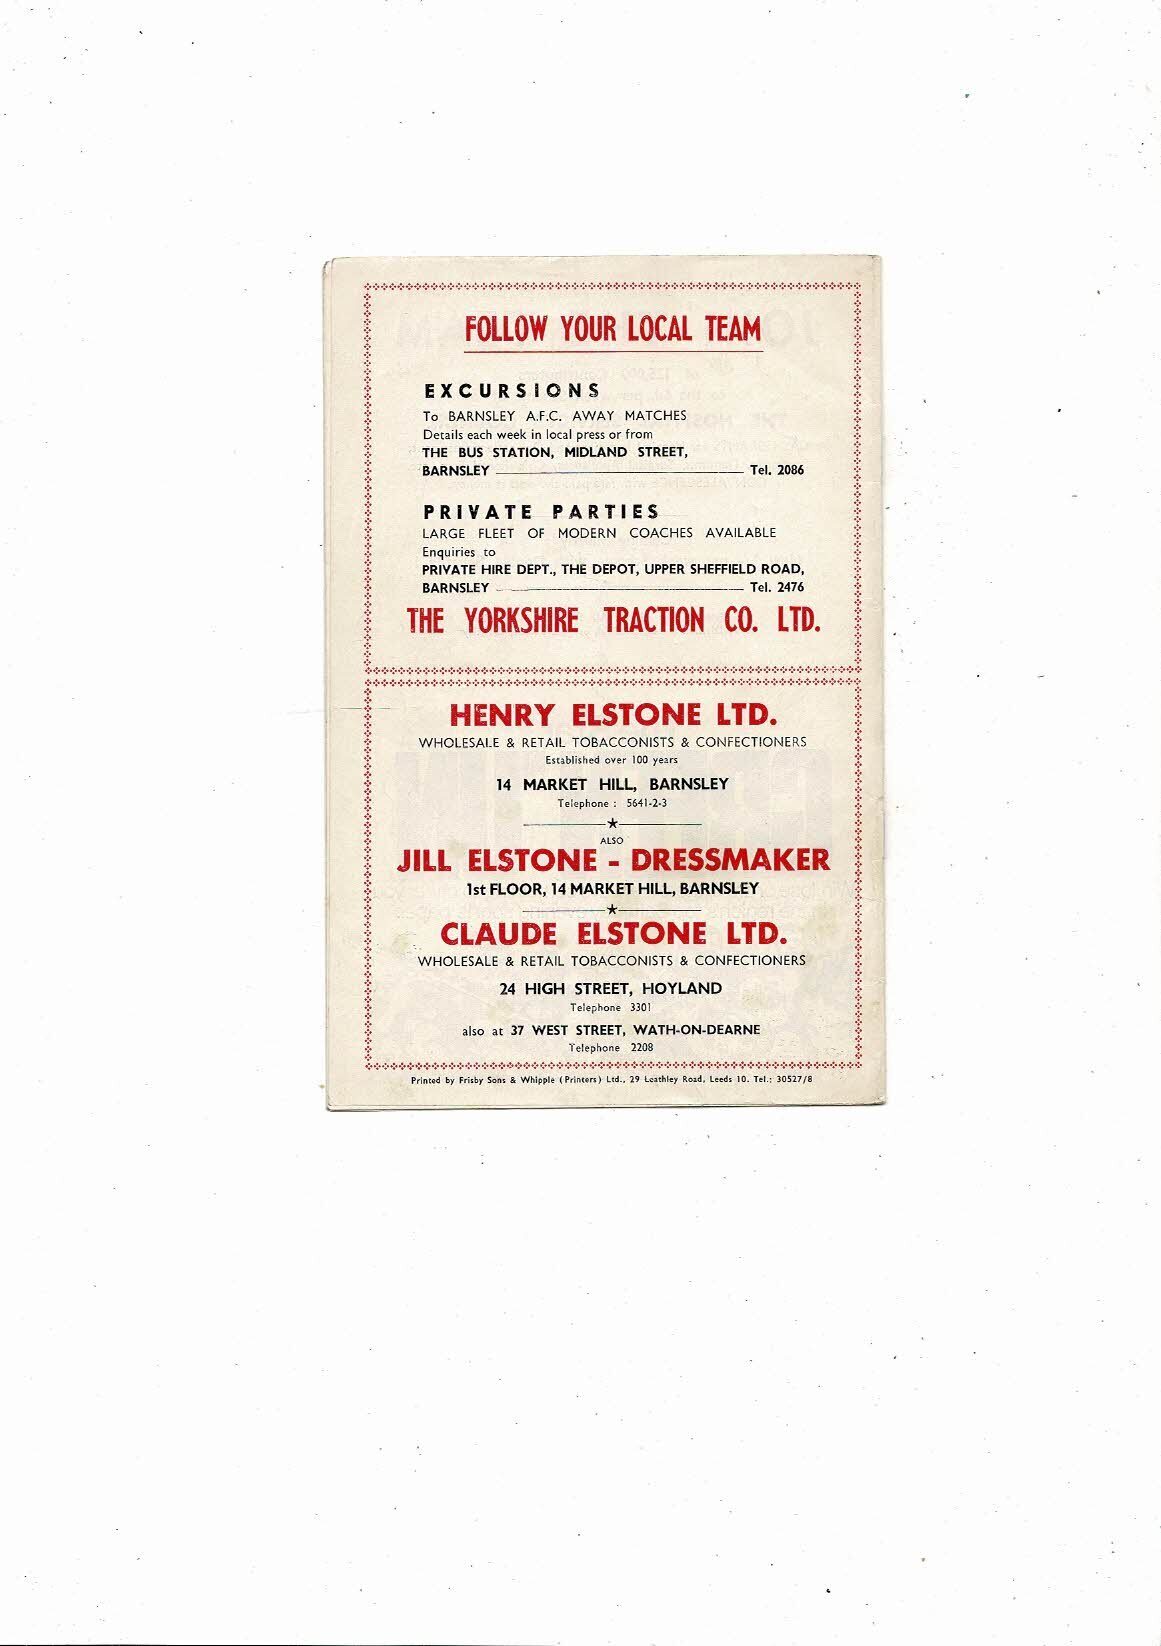 FOLLOW YOUR LOCAL TEAM
EXCURSIONS
To BARNSLEY A.F.C. AWAY MATCHES
Details each week in local press or from
THE BUS STATION, MIDLAND STREET,
BARNSLEY Tel. 2086
PRIVATE PARTIES
LARGE FLEET OF MODERN COACHES AVAILABLE
Enquiries to
PRIVATE HIRE DEPT., THE DEPOT, UPPER SHEFFIELD ROAD,
BARNSLEY Tel. 2476
THE YORKSHIRE TRACTION CO. LTD.
HENRY ELSTONE LTD.
WHOLESALE & RETAIL TOBACCONISTS & CONFECTIONERS
Established over 100 years
14 MARKET HILL, BARNSLEY
Telephone : 5641-2-3
ALSO
JILL ELSTONE - DRESSMAKER
1st FLOOR, 14 MARKET HILL, BARNSLEY
CLAUDE ELSTONE LTD.
WHOLESALE & RETAIL TOBACCONISTS & CONFECTIONERS
24 HIGH STREET, HOYLAND
Telephone 3301
also at 37 WEST STREET, WATH-ON-DEARNE
Telephone 2208
Printed by Frisby Sons & Whipple (Printers) Ltd., 29 Leathley Road, Leeds 10. Tel.: 30527/8